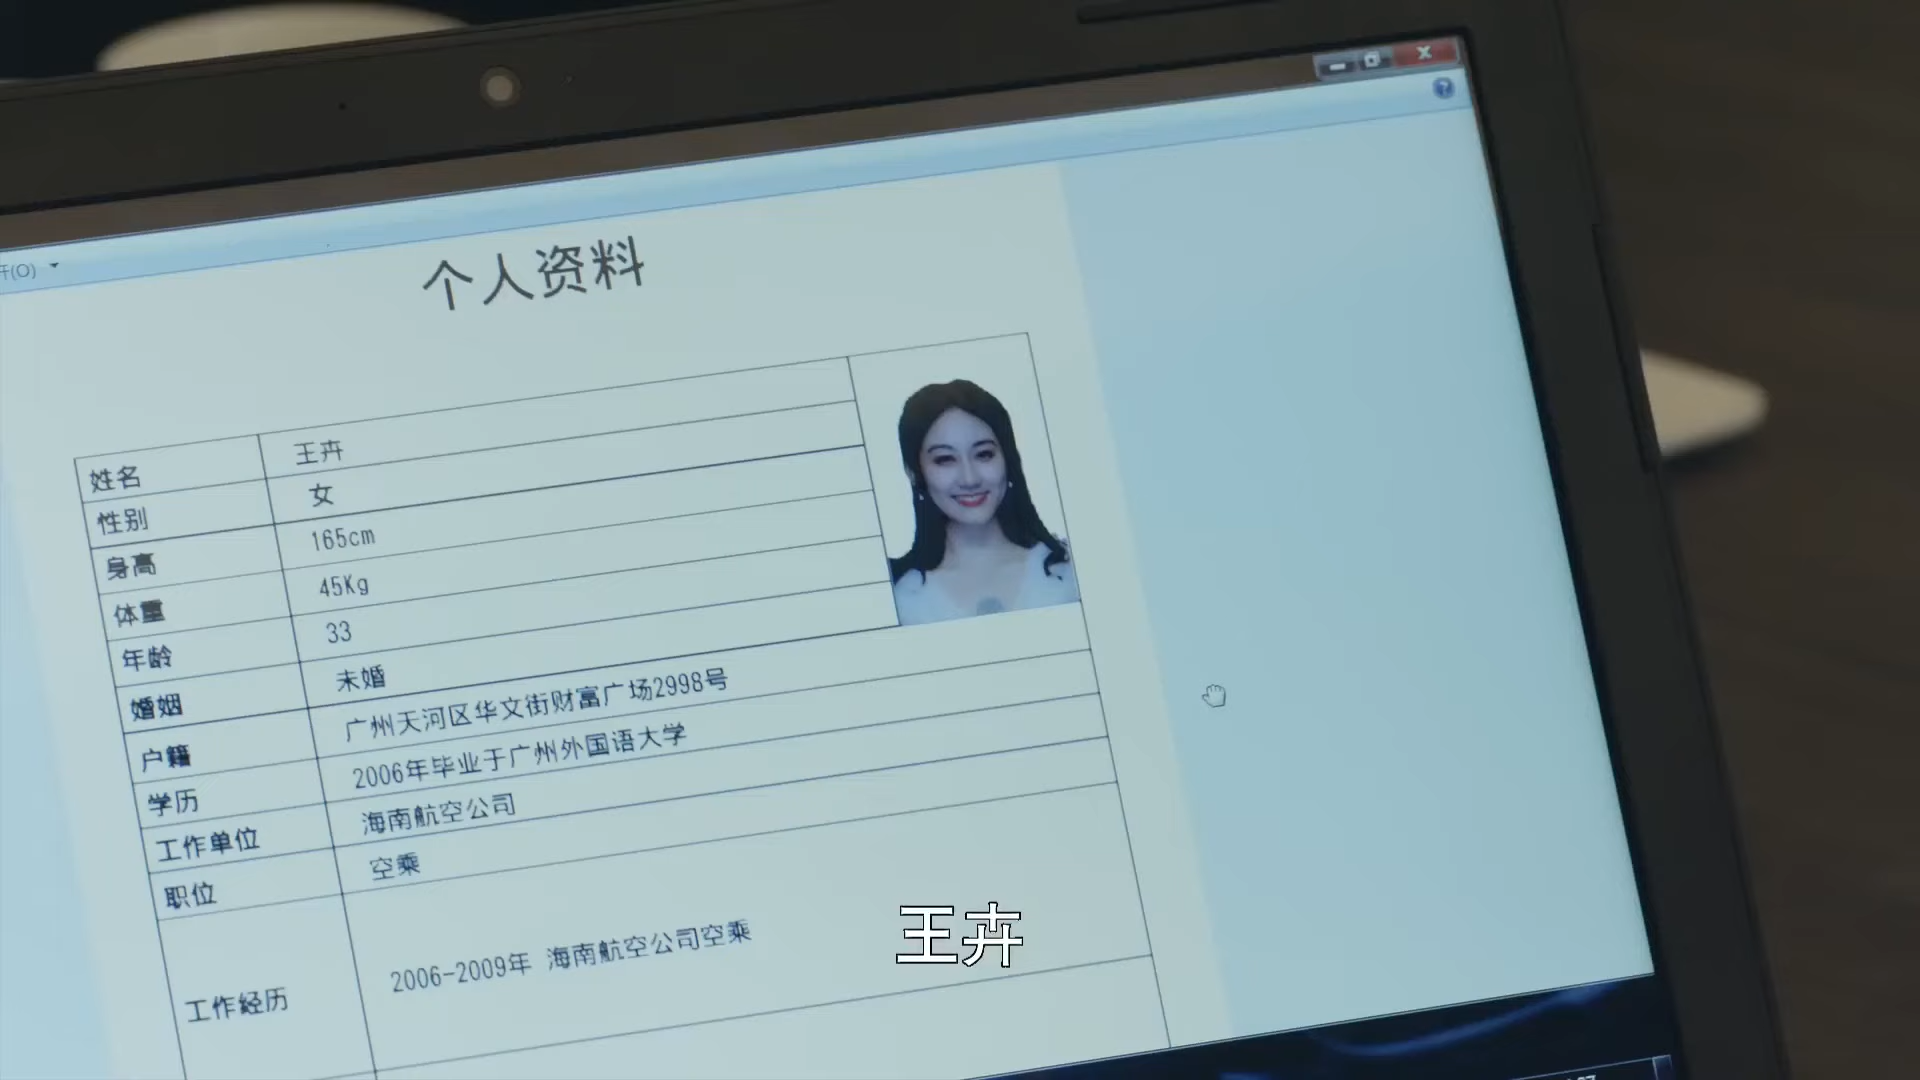 开(O)
个人资料
姓名 王卉
性别 女
身高 165cm
体重 45Kg
年龄 33
婚姻 未婚
户籍 广州天河区华文街财富广场2998号
学历 2006年毕业于广州外国语大学
工作单位 海南航空公司
职位 空乘
工作经历 2006-2009年 海南航空公司空乘
王卉